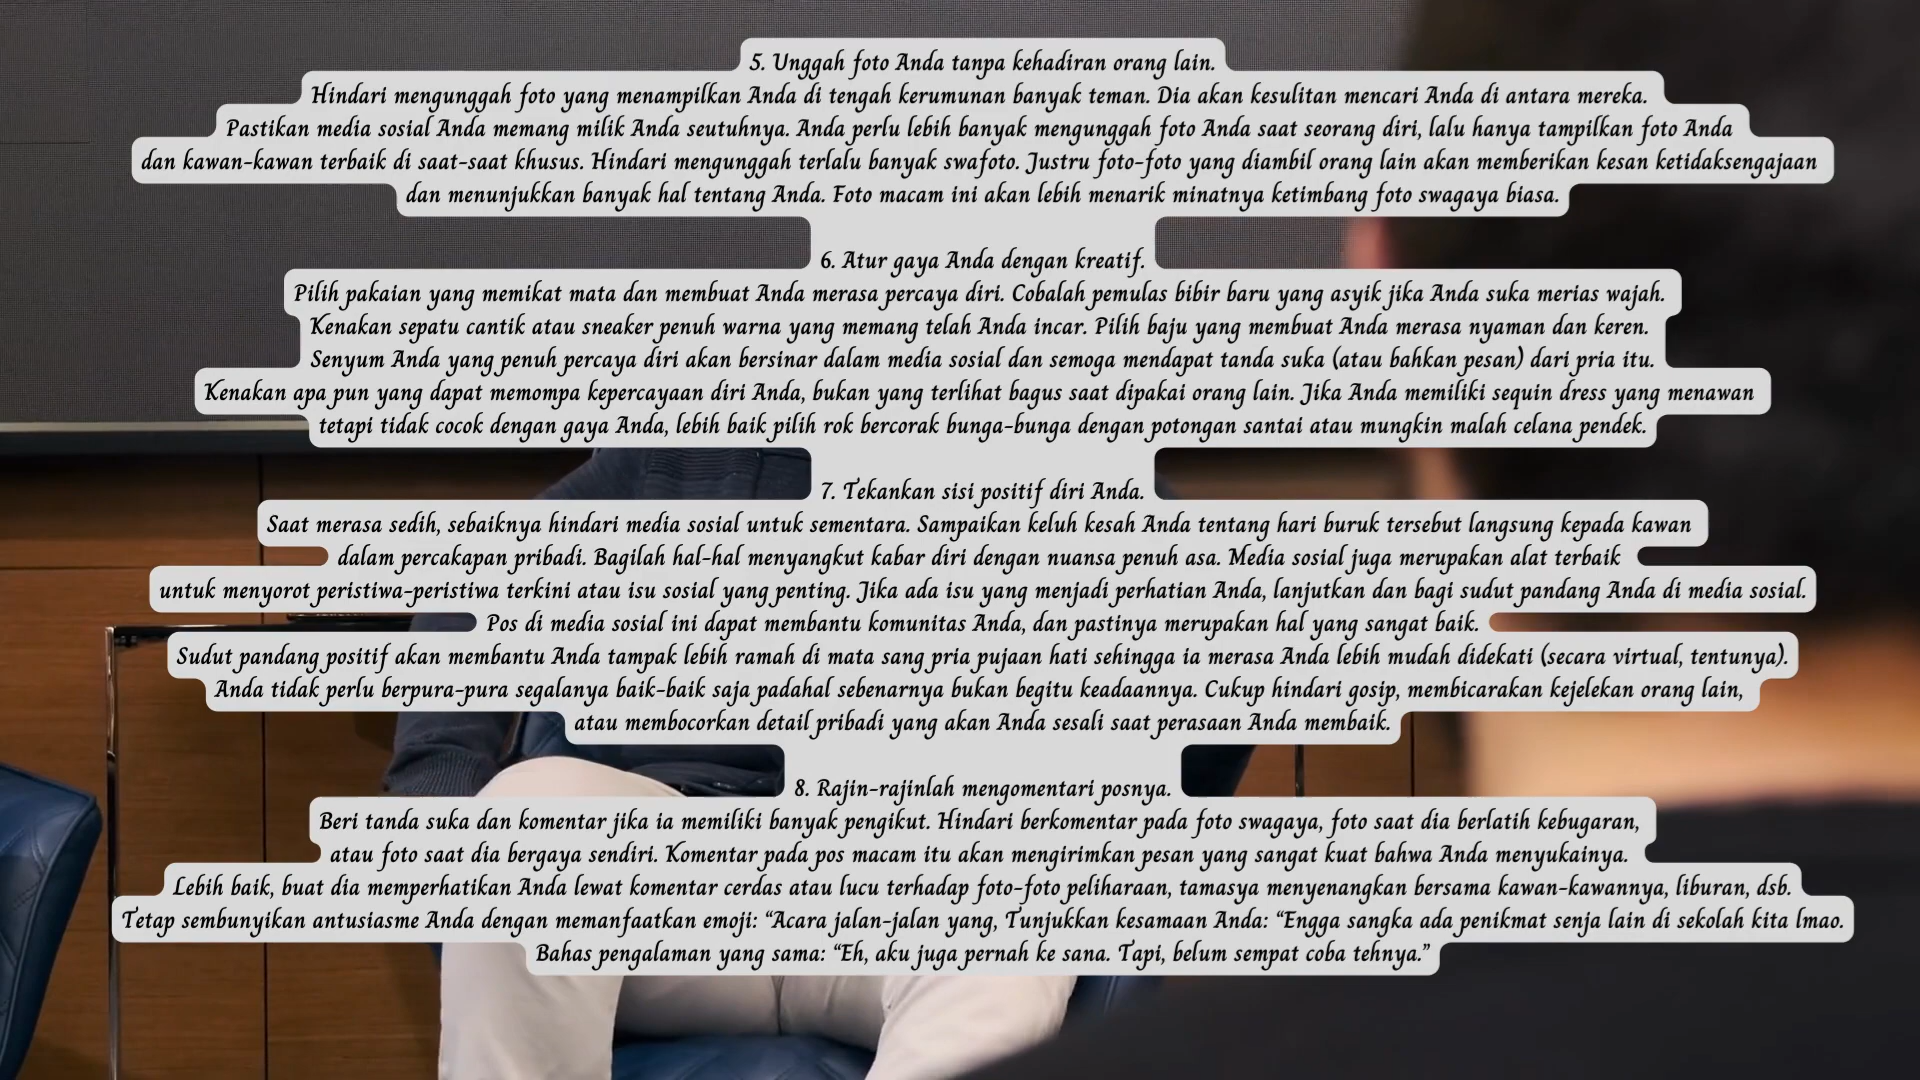 5. Unggah foto Anda tanpa kehadiran orang lain.
Hindari mengunggah foto yang menampilkan Anda di tengah kerumunan banyak teman. Dia akan kesulitan mencari Anda di antara mereka.
Pastikan media sosial Anda memang milik Anda seutuhnya. Anda perlu lebih banyak mengunggah foto Anda saat seorang diri, lalu hanya tampilkan foto Anda
dan kawan-kawan terbaik di saat-saat khusus. Hindari mengunggah terlalu banyak swafoto. Justru foto-foto yang diambil orang lain akan memberikan kesan ketidaksengajaan
dan menunjukkan banyak hal tentang Anda. Foto macam ini akan lebih menarik minatnya ketimbang foto swagaya biasa.
6. Atur gaya Anda dengan kreatif.
Pilih pakaian yang memikat mata dan membuat Anda merasa percaya diri. Cobalah pemulas bibir baru yang asyik jika Anda suka merias wajah.
Kenakan sepatu cantik atau sneaker penuh warna yang memang telah Anda incar. Pilih baju yang membuat Anda merasa nyaman dan keren.
Senyum Anda yang penuh percaya diri akan bersinar dalam media sosial dan semoga mendapat tanda suka (atau bahkan pesan) dari pria itu.
Kenakan apa pun yang dapat memompa kepercayaan diri Anda, bukan yang terlihat bagus saat dipakai orang lain. Jika Anda memiliki sequin dress yang menawan
tetapi tidak cocok dengan gaya Anda, lebih baik pilih rok bercorak bunga-bunga dengan potongan santai atau mungkin malah celana pendek.
7. Tekankan sisi positif diri Anda.
Saat merasa sedih, sebaiknya hindari media sosial untuk sementara. Sampaikan keluh kesah Anda tentang hari buruk tersebut langsung kepada kawan
dalam percakapan pribadi. Bagilah hal-hal menyangkut kabar diri dengan nuansa penuh asa. Media sosial juga merupakan alat terbaik
untuk menyorot peristiwa-peristiwa terkini atau isu sosial yang penting. Jika ada isu yang menjadi perhatian Anda, lanjutkan dan bagi sudut pandang Anda di media sosial.
Pos di media sosial ini dapat membantu komunitas Anda, dan pastinya merupakan hal yang sangat baik.
Sudut pandang positif akan membantu Anda tampak lebih ramah di mata sang pria pujaan hati sehingga ia merasa Anda lebih mudah didekati (secara virtual, tentunya).
Anda tidak perlu berpura-pura segalanya baik-baik saja padahal sebenarnya bukan begitu keadaannya. Cukup hindari gosip, membicarakan kejelekan orang lain,
atau membocorkan detail pribadi yang akan Anda sesali saat perasaan Anda membaik.
8. Rajin-rajinlah mengomentari posnya.
Beri tanda suka dan komentar jika ia memiliki banyak pengikut. Hindari berkomentar pada foto swagaya, foto saat dia berlatih kebugaran,
atau foto saat dia bergaya sendiri. Komentar pada pos macam itu akan mengirimkan pesan yang sangat kuat bahwa Anda menyukainya.
Lebih baik, buat dia memperhatikan Anda lewat komentar cerdas atau lucu terhadap foto-foto peliharaan, tamasya menyenangkan bersama kawan-kawannya, liburan, dsb.
Tetap sembunyikan antusiasme Anda dengan memanfaatkan emoji: “Acara jalan-jalan yang, Tunjukkan kesamaan Anda: “Engga sangka ada penikmat senja lain di sekolah kita lmao.
Bahas pengalaman yang sama: “Eh, aku juga pernah ke sana. Tapi, belum sempat coba tehnya.”